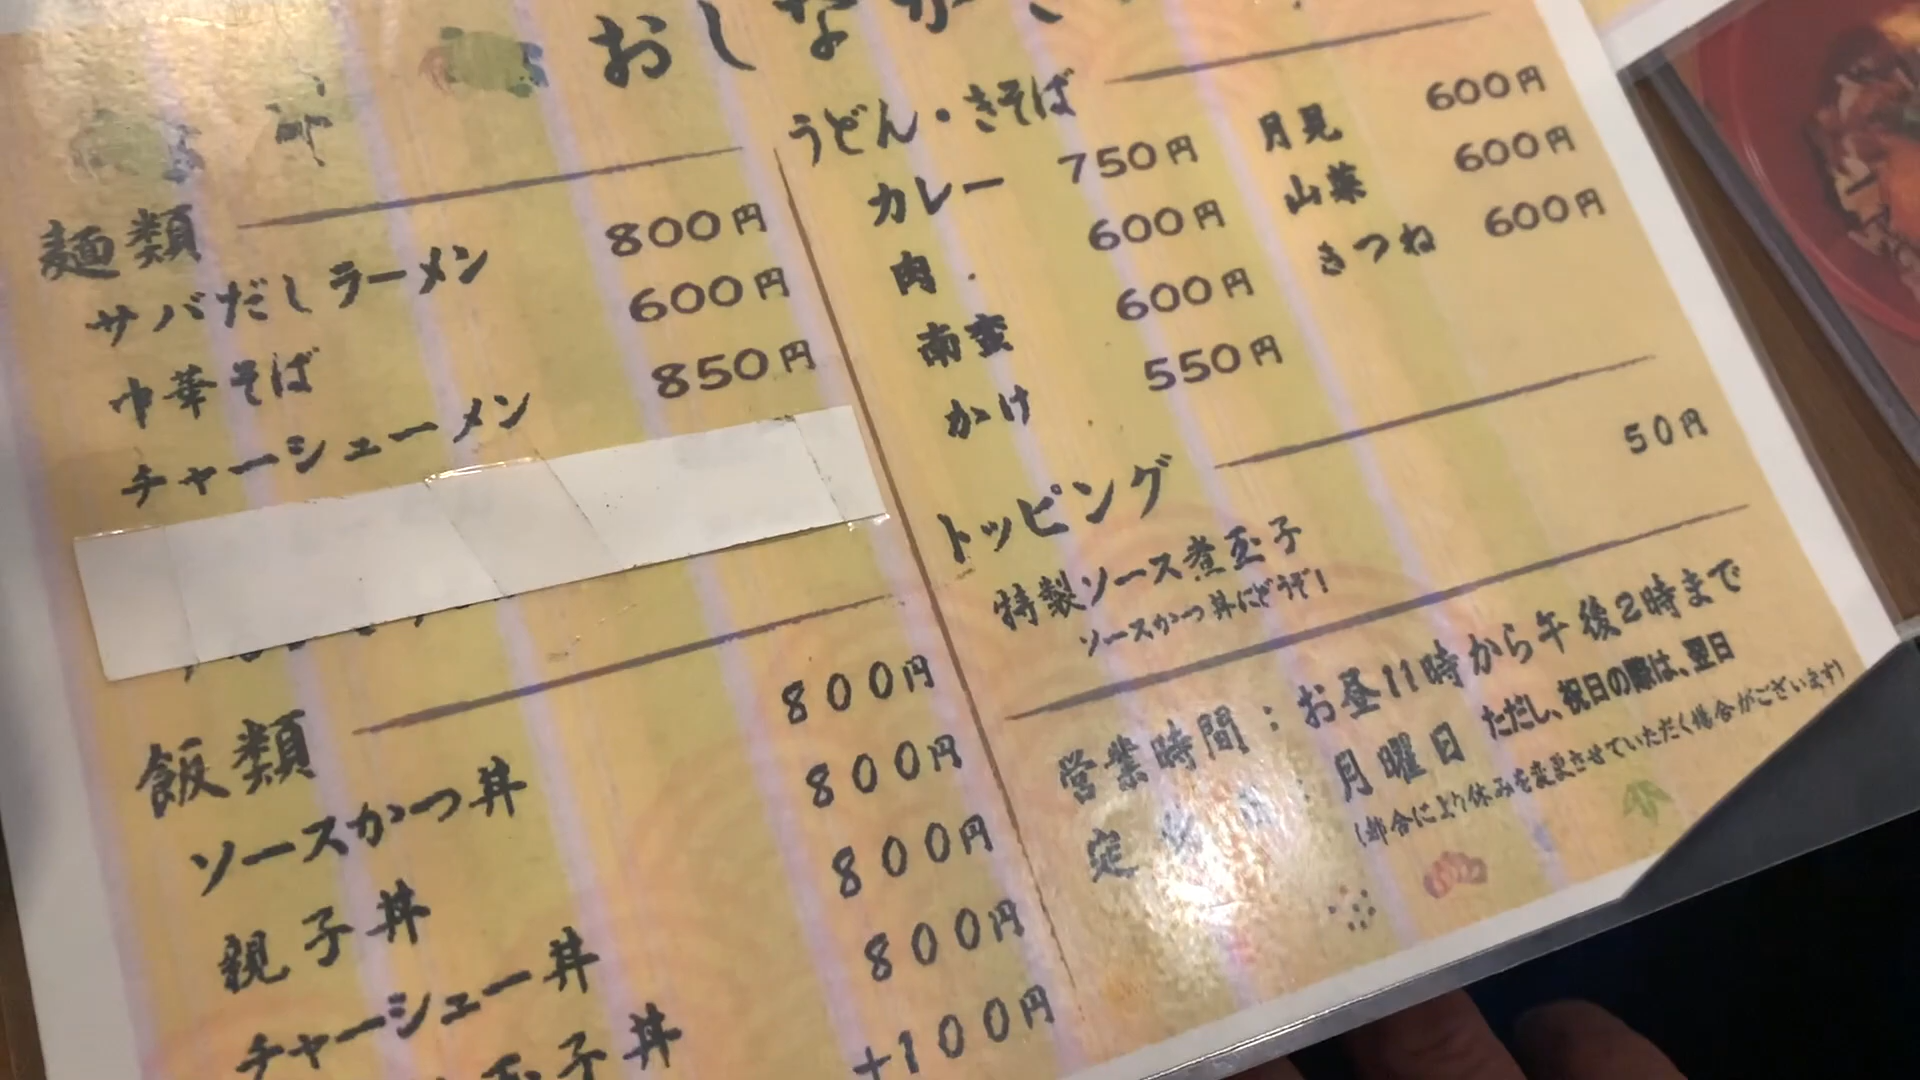 おしながき
麺類
サバだしラーメン 800円
中華そば 600円
チャーシューメン 850円
飯類
ソースかつ丼 800円
親子丼 800円
チャーシュー丼 800円
玉子丼 800円
+100円
うどん・きそば
カレー 750円
肉 600円
南蛮 600円
かけ 550円
月見 600円
山菜 600円
きつね 600円
トッピング
特製ソース煮玉子 50円
ソースかつ丼にどうぞ!
営業時間:お昼11時から午後2時まで
定休日:月曜日 ただし、祝日の際は、翌日
(都合により休みを変更させていただく場合がございます)